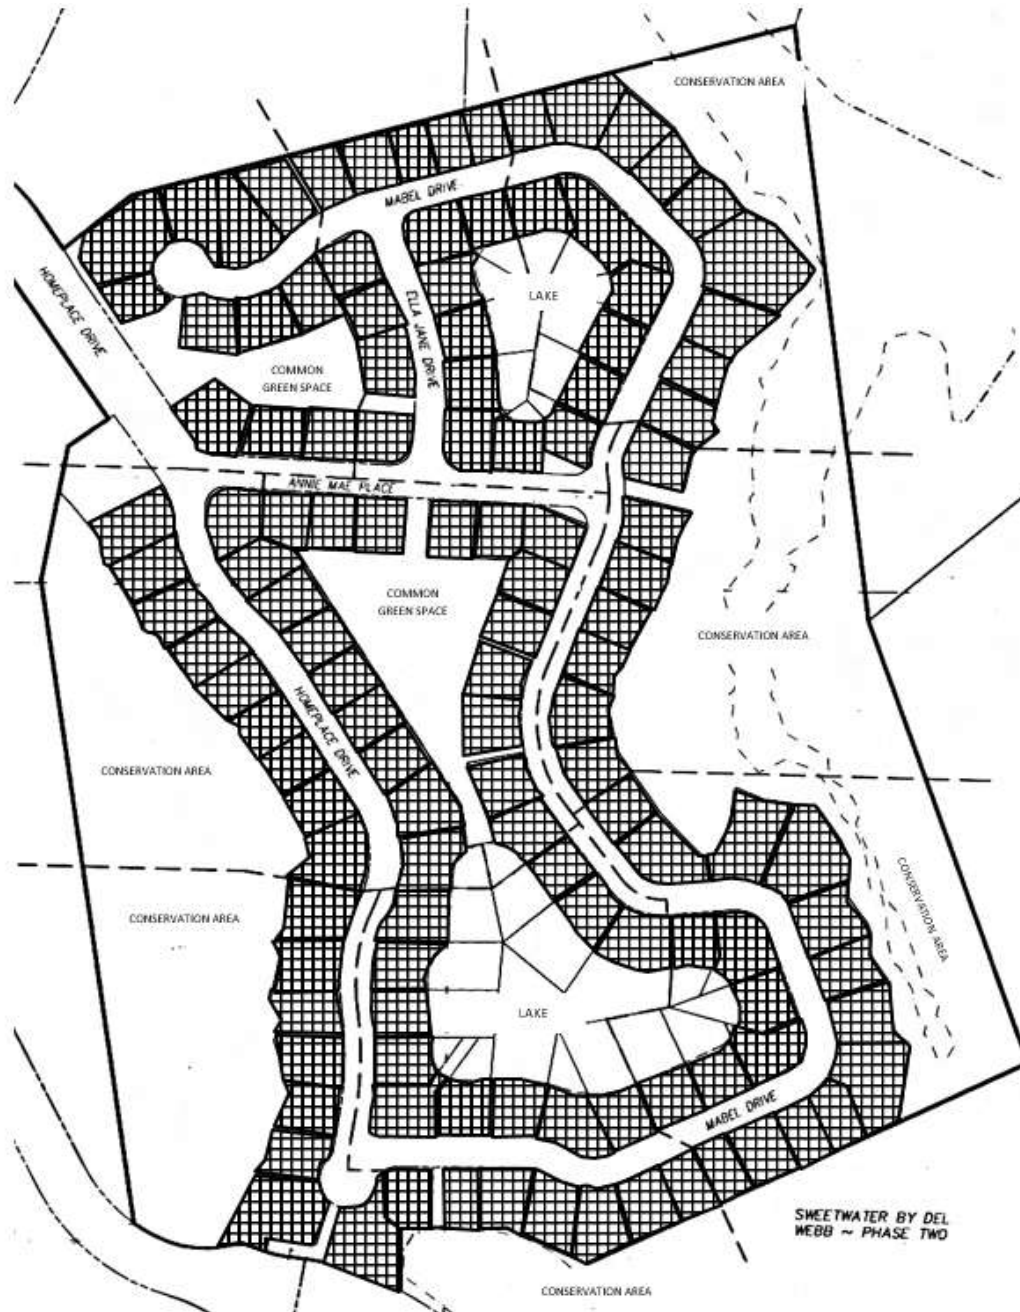 CONSERVATION AREA
MABEL DRIVE
HOMEPLACE DRIVE
ELLA JANE DRIVE
LAKE
COMMON
GREEN SPACE
ANNIE MAE PLACE
COMMON
GREEN SPACE
CONSERVATION AREA
HOMEPLACE DRIVE
CONSERVATION AREA
CONSERVATION AREA
CONSERVATION AREA
LAKE
MABEL DRIVE
SWEETWATER BY DEL
WEBB ~ PHASE TWO
CONSERVATION AREA